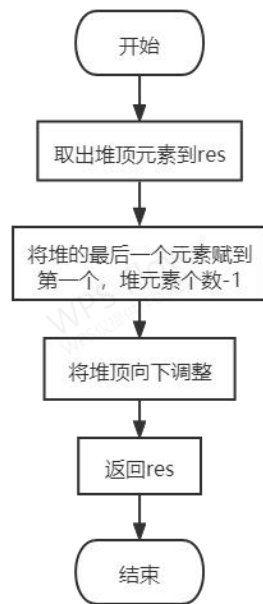 开始
取出堆顶元素到res
将堆的最后一个元素赋到
第一个，堆元素个数-1
将堆顶向下调整
返回res
结束